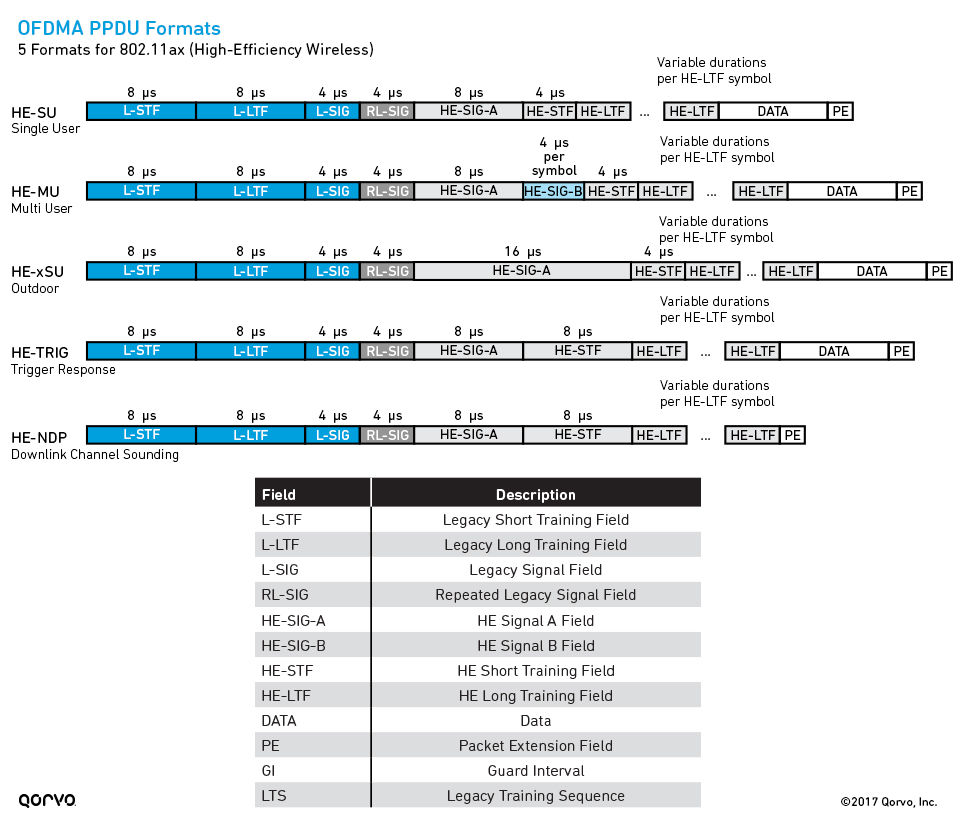 OFDMA PPDU Formats
5 Formats for 802.11ax (High-Efficiency Wireless)
Variable durations
per HE-LTF symbol
8 µs 8 µs 4 µs 4 µs 8 µs 4 µs
HE-SU L-STF L-LTF L-SIG RL-SIG HE-SIG-A HE-STF HE-LTF ... HE-LTF DATA PE
Single User
Variable durations
per HE-LTF symbol
4 µs
per
symbol
8 µs 8 µs 4 µs 4 µs 8 µs 4 µs
HE-MU L-STF L-LTF L-SIG RL-SIG HE-SIG-A HE-SIG-B HE-STF HE-LTF ... HE-LTF DATA PE
Multi User
Variable durations
per HE-LTF symbol
8 µs 8 µs 4 µs 4 µs 16 µs 4 µs
HE-xSU L-STF L-LTF L-SIG RL-SIG HE-SIG-A HE-STF HE-LTF ... HE-LTF DATA PE
Outdoor
Variable durations
per HE-LTF symbol
8 µs 8 µs 4 µs 4 µs 8 µs 8 µs
HE-TRIG L-STF L-LTF L-SIG RL-SIG HE-SIG-A HE-STF HE-LTF ... HE-LTF DATA PE
Trigger Response
Variable durations
per HE-LTF symbol
8 µs 8 µs 4 µs 4 µs 8 µs 8 µs
HE-NDP L-STF L-LTF L-SIG RL-SIG HE-SIG-A HE-STF HE-LTF ... HE-LTF PE
Downlink Channel Sounding
Field Description
L-STF Legacy Short Training Field
L-LTF Legacy Long Training Field
L-SIG Legacy Signal Field
RL-SIG Repeated Legacy Signal Field
HE-SIG-A HE Signal A Field
HE-SIG-B HE Signal B Field
HE-STF HE Short Training Field
HE-LTF HE Long Training Field
DATA Data
PE Packet Extension Field
GI Guard Interval
LTS Legacy Training Sequence
QORVO ©2017 Qorvo, Inc.